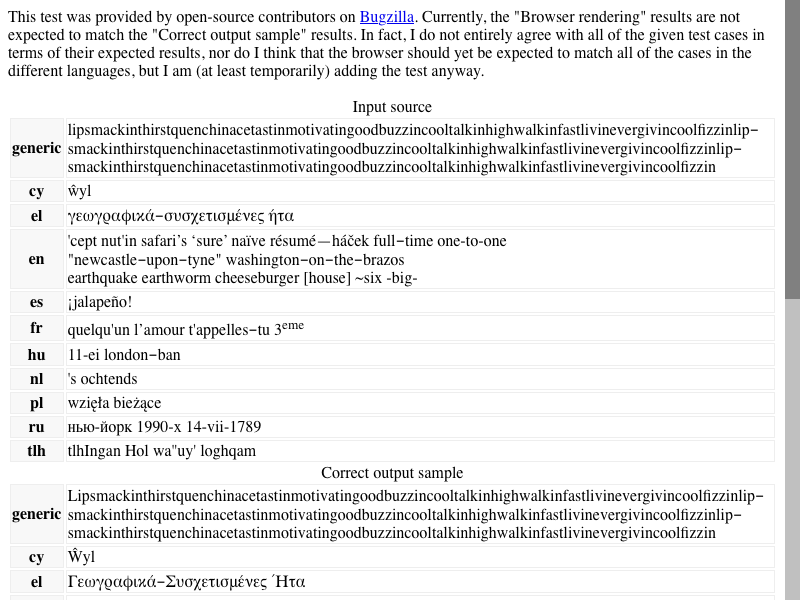 This test was provided by open-source contributors on Bugzilla. Currently, the "Browser rendering" results are not
expected to match the "Correct output sample" results. In fact, I do not entirely agree with all of the given test cases in
terms of their expected results, nor do I think that the browser should yet be expected to match all of the cases in the
different languages, but I am (at least temporarily) adding the test anyway.
Input source
generic lipsmackinthirstquenchinacetastinmotivatingoodbuzzincooltalkinhighwalkinfastlivinevergivincoolfizzinlip‒
smackinthirstquenchinacetastinmotivatingoodbuzzincooltalkinhighwalkinfastlivinevergivincoolfizzinlip‒
smackinthirstquenchinacetastinmotivatingoodbuzzincooltalkinhighwalkinfastlivinevergivincoolfizzin
cy ŵyl
el γεωγραφικά‒συσχετισμένες ήτα
en 'cept nut'in safari’s ‘sure’ naïve résumé—háček full‒time one-to-one
"newcastle‒upon‒tyne" washington‒on‒the‒brazos
earthquake earthworm cheeseburger [house] ~six -big-
es ¡jalapeño!
fr quelqu'un l’amour t'appelles‒tu 3eme
hu 11-ei london‒ban
nl 's ochtends
pl wzięła bieżące
ru нью-йорк 1990-х 14-vii-1789
tlh tlhIngan Hol wa''uy' loghqam
Correct output sample
generic Lipsmackinthirstquenchinacetastinmotivatingoodbuzzincooltalkinhighwalkinfastlivinevergivincoolfizzinlip‒
smackinthirstquenchinacetastinmotivatingoodbuzzincooltalkinhighwalkinfastlivinevergivincoolfizzinlip‒
smackinthirstquenchinacetastinmotivatingoodbuzzincooltalkinhighwalkinfastlivinevergivincoolfizzin
cy Ŵyl
el Γεωγραφικά‒Συσχετισμένες Ήτα